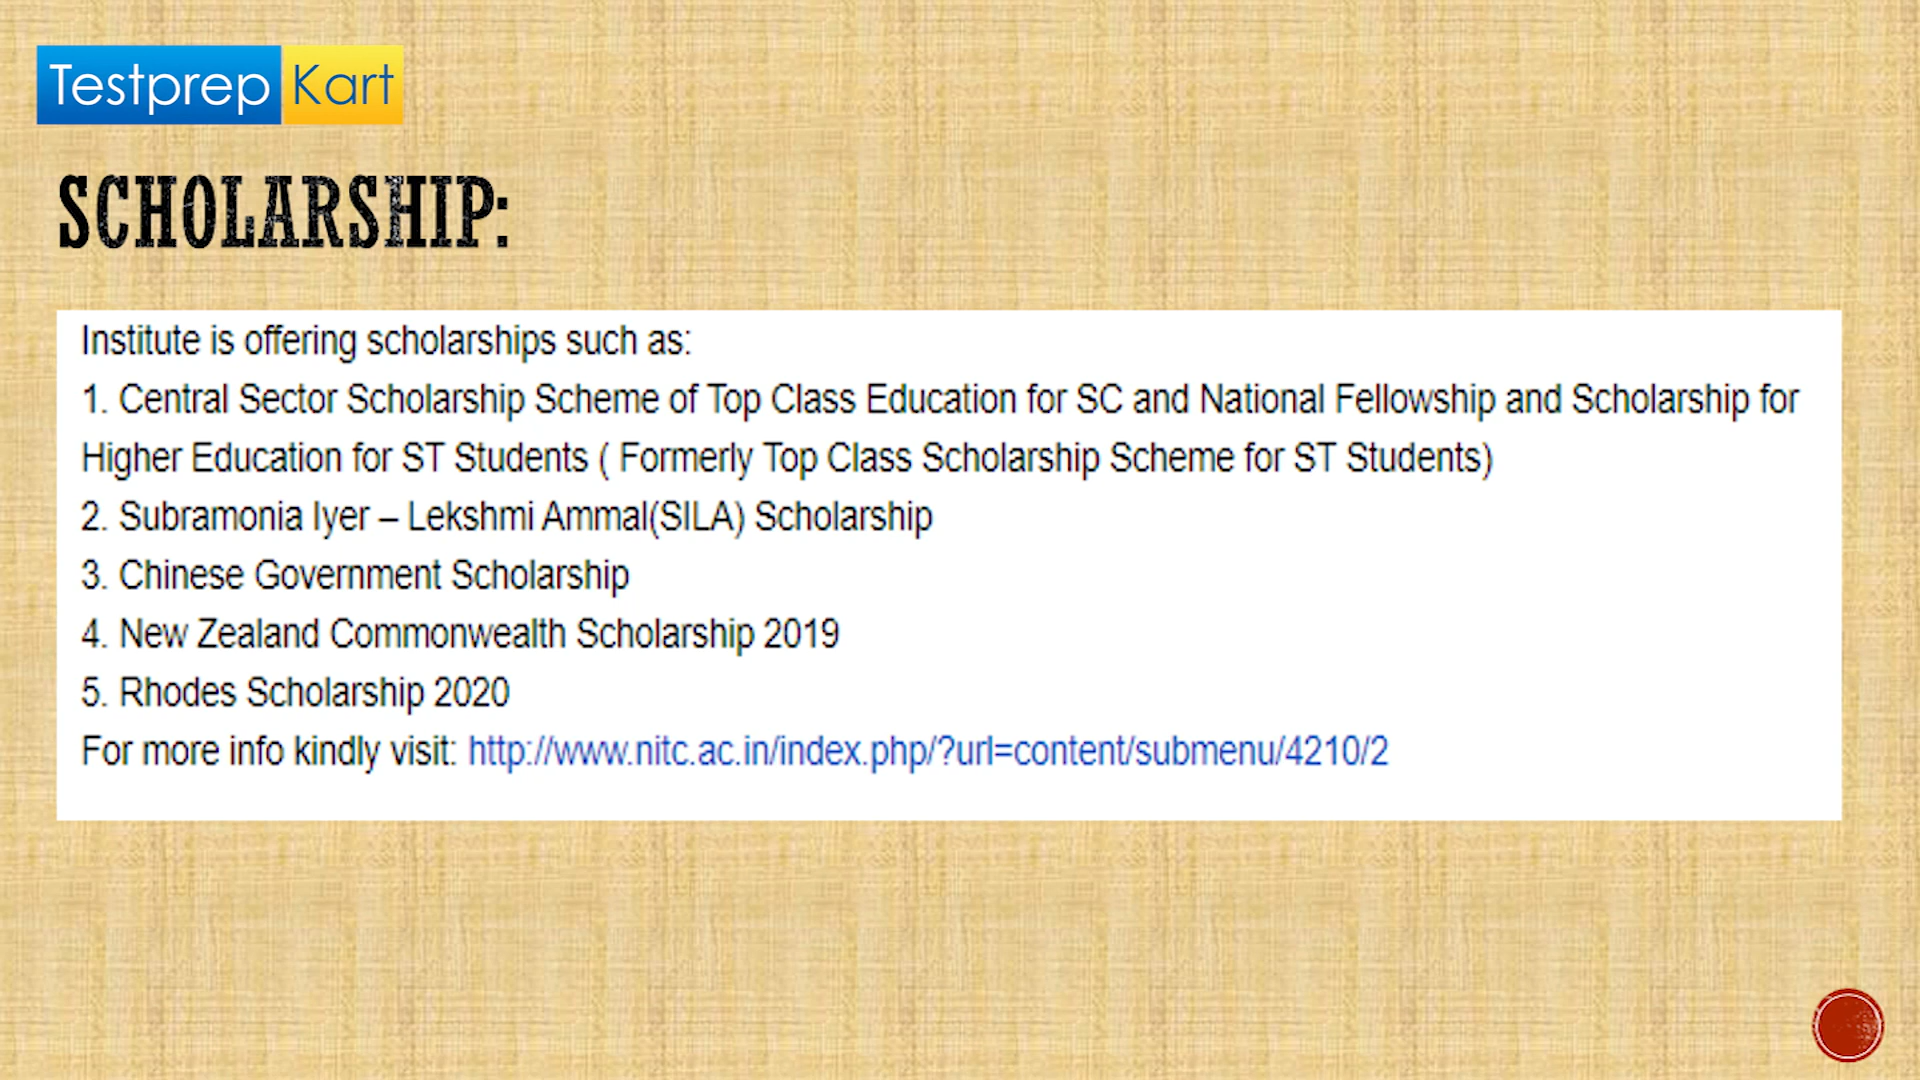 Testprep Kart
SCHOLARSHIP:
Institute is offering scholarships such as:
1. Central Sector Scholarship Scheme of Top Class Education for SC and National Fellowship and Scholarship for
Higher Education for ST Students ( Formerly Top Class Scholarship Scheme for ST Students)
2. Subramonia Iyer – Lekshmi Ammal(SILA) Scholarship
3. Chinese Government Scholarship
4. New Zealand Commonwealth Scholarship 2019
5. Rhodes Scholarship 2020
For more info kindly visit: http://www.nitc.ac.in/index.php/?url=content/submenu/4210/2